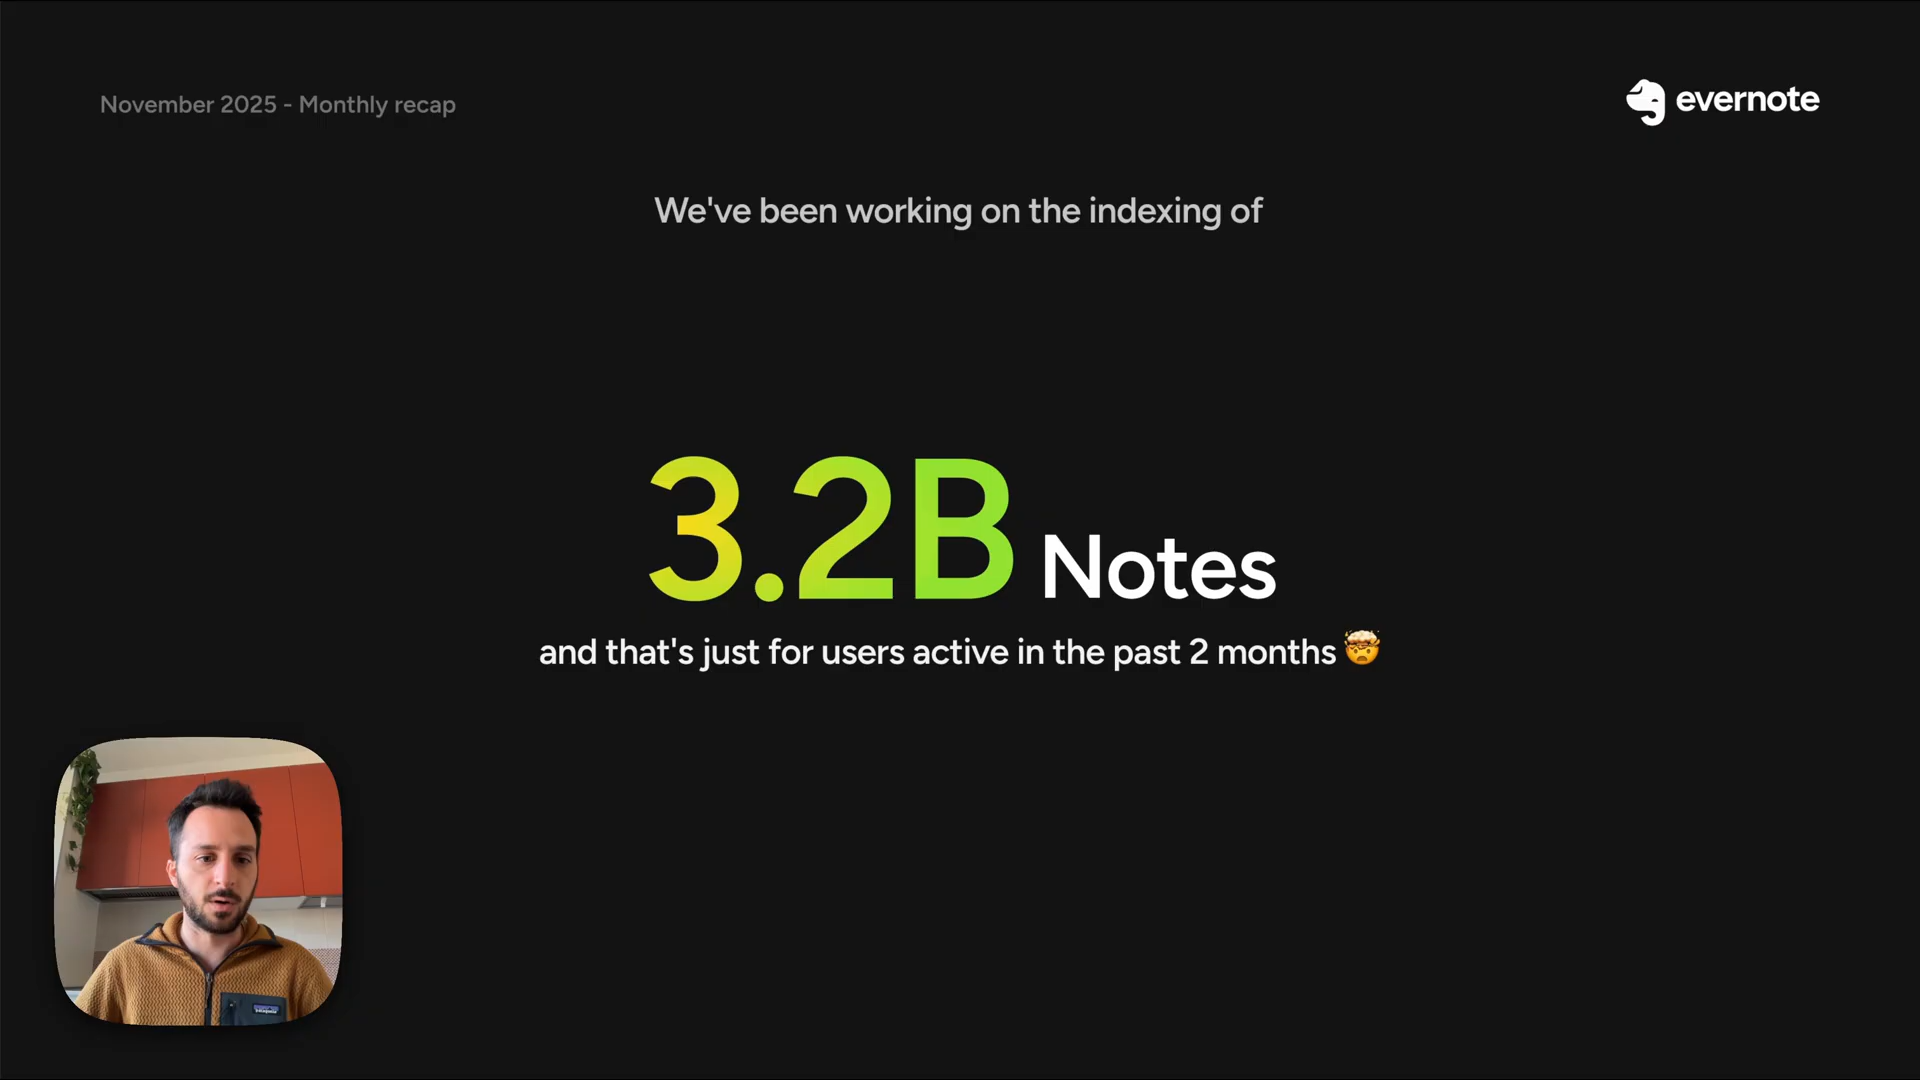 November 2025 - Monthly recap
evernote
We've been working on the indexing of
3.2B Notes
and that's just for users active in the past 2 months 🤯
patagonia